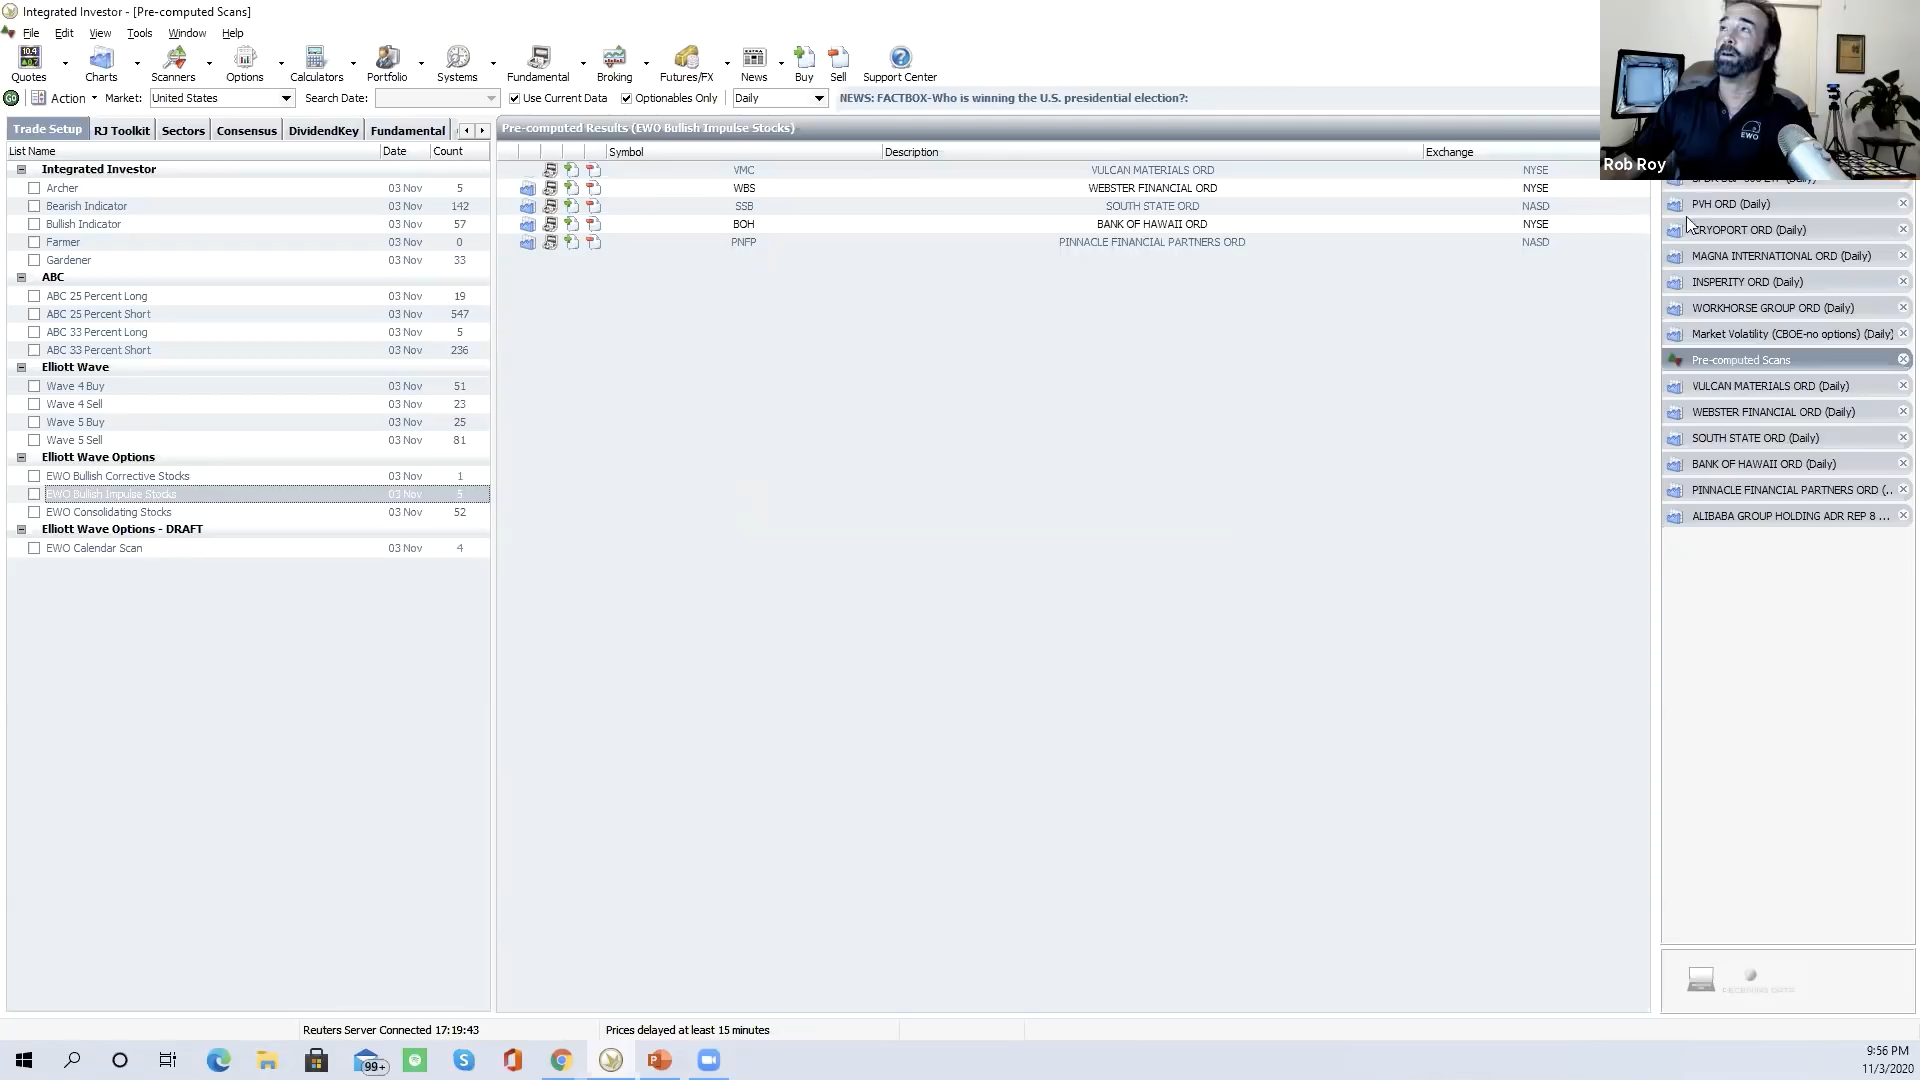 Integrated Investor - [Pre-computed Scans]
File Edit View Tools Window Help
Quotes Charts Scanners Options Calculators Portfolio Systems Fundamental Broking Futures/FX News Buy Sell Support Center
Action Market: United States Search Date: Use Current Data Optionables Only Daily NEWS: FACTBOX-Who is winning the U.S. presidential election?:
Trade Setup RJ Toolkit Sectors Consensus DividendKey Fundamental
List Name Date Count
Integrated Investor
Archer 03 Nov 5
Bearish Indicator 03 Nov 142
Bullish Indicator 03 Nov 57
Farmer 03 Nov 0
Gardener 03 Nov 33
ABC
ABC 25 Percent Long 03 Nov 19
ABC 25 Percent Short 03 Nov 547
ABC 33 Percent Long 03 Nov 5
ABC 33 Percent Short 03 Nov 236
Elliott Wave
Wave 4 Buy 03 Nov 51
Wave 4 Sell 03 Nov 23
Wave 5 Buy 03 Nov 25
Wave 5 Sell 03 Nov 81
Elliott Wave Options
EWO Bullish Corrective Stocks 03 Nov 1
EWO Bullish Impulse Stocks 03 Nov 5
EWO Consolidating Stocks 03 Nov 52
Elliott Wave Options - DRAFT
EWO Calendar Scan 03 Nov 4
Pre-computed Results (EWO Bullish Impulse Stocks)
Symbol Description Exchange
VMC VULCAN MATERIALS ORD NYSE
WBS WEBSTER FINANCIAL ORD NYSE
SSB SOUTH STATE ORD NASD
BOH BANK OF HAWAII ORD NYSE
PNFP PINNACLE FINANCIAL PARTNERS ORD NASD
EWO
Rob Roy
PVH ORD (Daily)
CRYOPORT ORD (Daily)
MAGNA INTERNATIONAL ORD (Daily)
INSPERITY ORD (Daily)
WORKHORSE GROUP ORD (Daily)
Market Volatility (CBOE-no options) (Daily)
Pre-computed Scans
VULCAN MATERIALS ORD (Daily)
WEBSTER FINANCIAL ORD (Daily)
SOUTH STATE ORD (Daily)
BANK OF HAWAII ORD (Daily)
PINNACLE FINANCIAL PARTNERS ORD (..
ALIBABA GROUP HOLDING ADR REP 8 ...
RECEIVING DATA
Reuters Server Connected 17:19:43 Prices delayed at least 15 minutes
99+
9:56 PM
11/3/2020